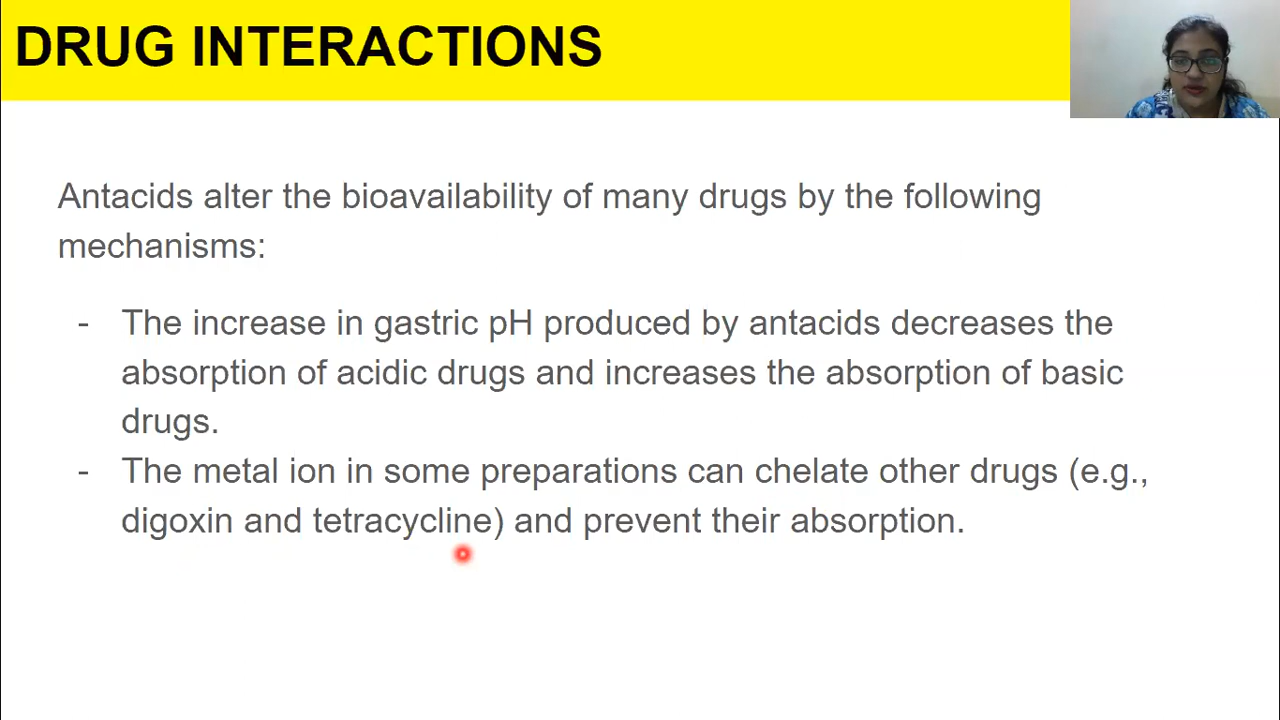 DRUG INTERACTIONS
Antacids alter the bioavailability of many drugs by the following
mechanisms:
- The increase in gastric pH produced by antacids decreases the
absorption of acidic drugs and increases the absorption of basic
drugs.
- The metal ion in some preparations can chelate other drugs (e.g.,
digoxin and tetracycline) and prevent their absorption.